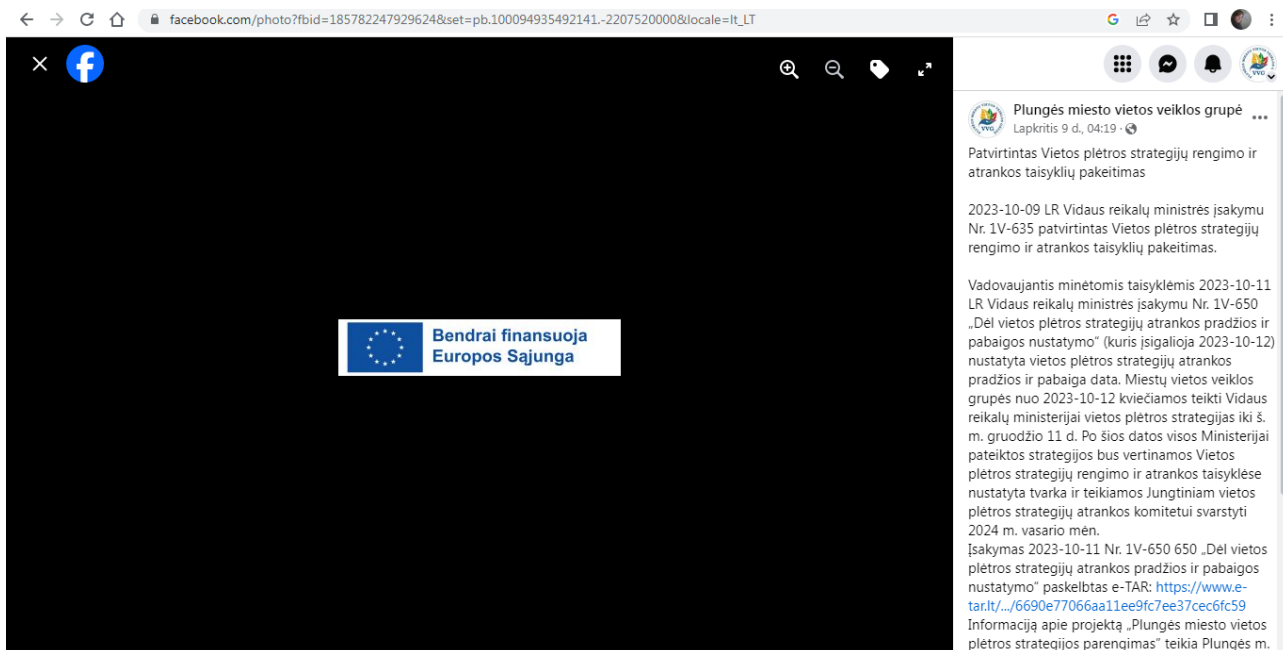 facebook.com/photo?fbid=185782247929624&set=pb.100094935492141.-2207520000&locale=lt_LT
Bendrai finansuoja
Europos Sąjunga
Plungės miesto vietos veiklos grupė
Lapkritis 9 d., 04:19
Patvirtintas Vietos plėtros strategijų rengimo ir
atrankos taisyklių pakeitimas
2023-10-09 LR Vidaus reikalų ministrės įsakymu
Nr. 1V-635 patvirtintas Vietos plėtros strategijų
rengimo ir atrankos taisyklių pakeitimas.
Vadovaujantis minėtomis taisyklėmis 2023-10-11
LR Vidaus reikalų ministrės įsakymu Nr. 1V-650
„Dėl vietos plėtros strategijų atrankos pradžios ir
pabaigos nustatymo“ (kuris įsigalioja 2023-10-12)
nustatyta vietos plėtros strategijų atrankos
pradžios ir pabaiga data. Miestų vietos veiklos
grupės nuo 2023-10-12 kviečiamos teikti Vidaus
reikalų ministerijai vietos plėtros strategijas iki š.
m. gruodžio 11 d. Po šios datos visos Ministerijai
pateiktos strategijos bus vertinamos Vietos
plėtros strategijų rengimo ir atrankos taisyklėse
nustatyta tvarka ir teikiamos Jungtiniam vietos
plėtros strategijų atrankos komitetui svarstyti
2024 m. vasario mėn.
Įsakymas 2023-10-11 Nr. 1V-650 650 „Dėl vietos
plėtros strategijų atrankos pradžios ir pabaigos
nustatymo“ paskelbtas e-TAR: https://www.e-
tar.lt/.../6690e77066aa11ee9fc7ee37cec6fc59
Informaciją apie projektą „Plungės miesto vietos
plėtros strategijos parengimas“ teikia Plungės m.